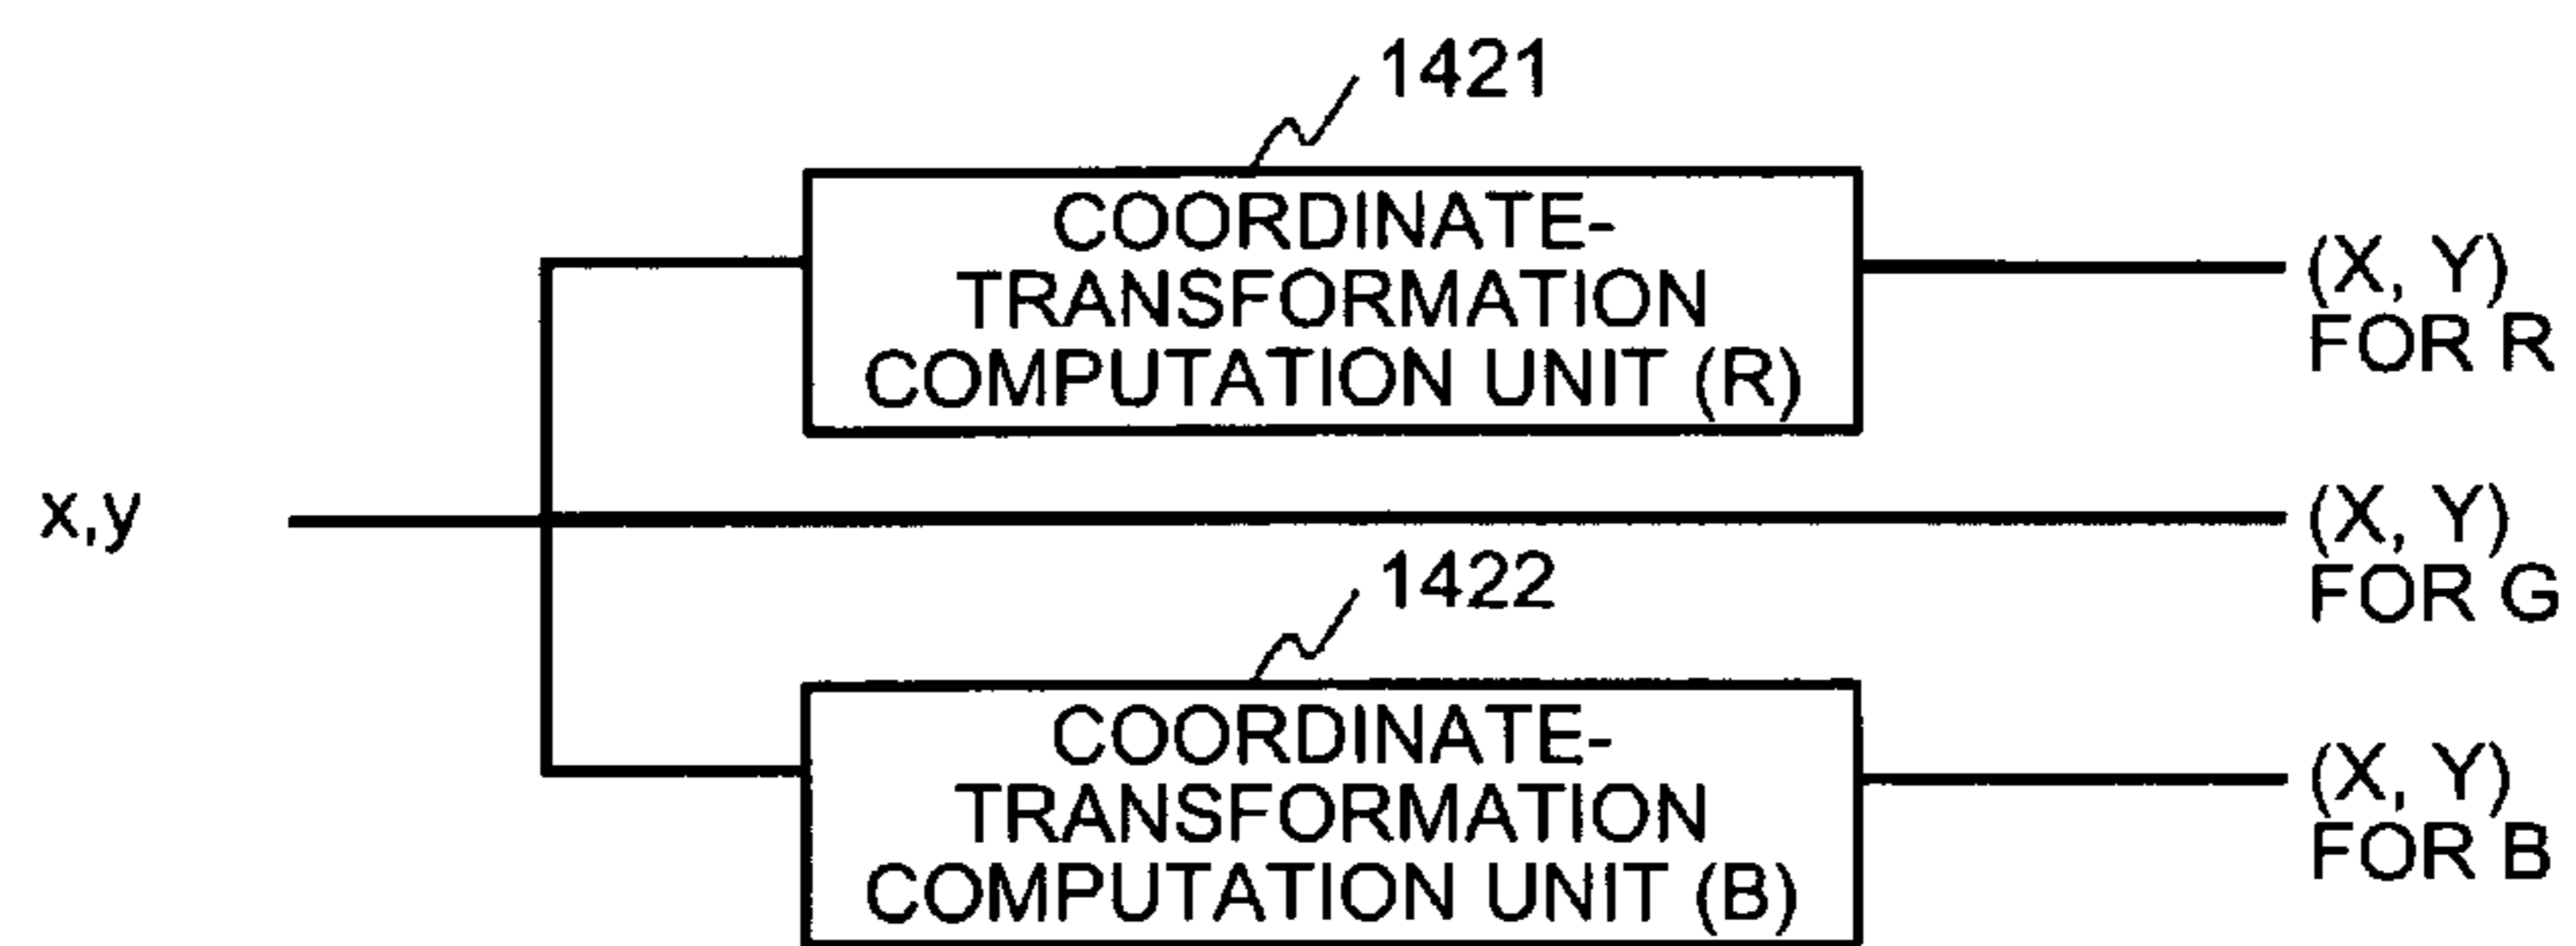 1421
COORDINATE-
TRANSFORMATION
COMPUTATION UNIT (R)
(X, Y)
FOR R
x,y
(X, Y)
FOR G
1422
COORDINATE-
TRANSFORMATION
COMPUTATION UNIT (B)
(X, Y)
FOR B